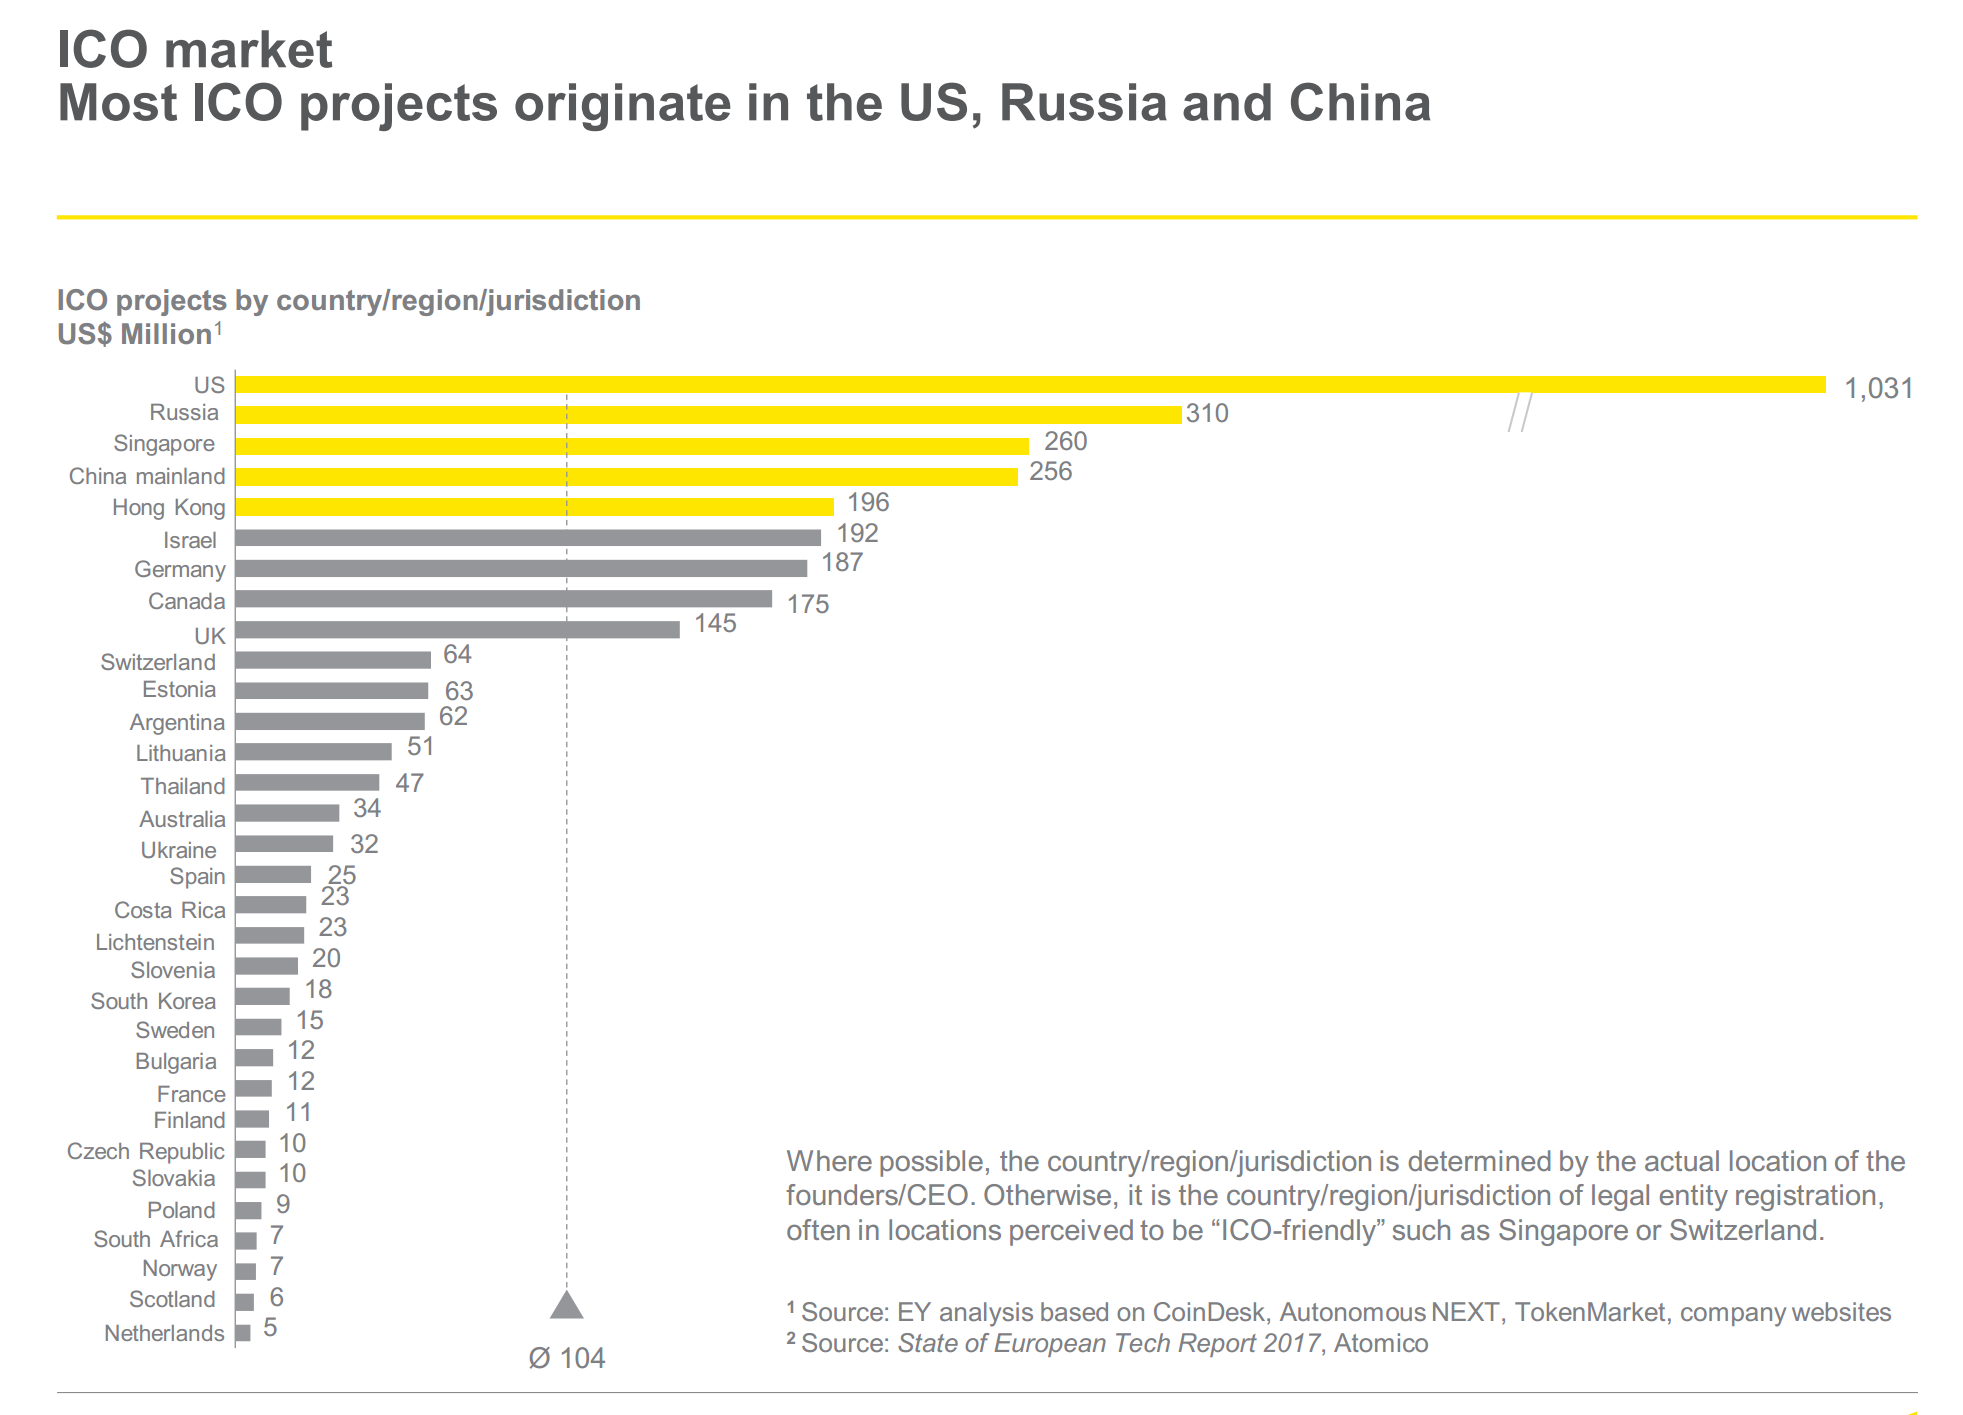 ICO market
Most ICO projects originate in the US, Russia and China
ICO projects by country/region/jurisdiction
US$ Million¹
US 1,031
Russia 310
Singapore 260
China mainland 256
Hong Kong 196
Israel 192
Germany 187
Canada 175
UK 145
Switzerland 64
Estonia 63
Argentina 62
Lithuania 51
Thailand 47
Australia 34
Ukraine 32
Spain 25
Costa Rica 23
Lichtenstein 23
Slovenia 20
South Korea 18
Sweden 15
Bulgaria 12
France 12
Finland 11
Czech Republic 10
Slovakia 10
Poland 9
South Africa 7
Norway 7
Scotland 6
Netherlands 5
Ø 104
Where possible, the country/region/jurisdiction is determined by the actual location of the
founders/CEO. Otherwise, it is the country/region/jurisdiction of legal entity registration,
often in locations perceived to be “ICO-friendly” such as Singapore or Switzerland.
¹ Source: EY analysis based on CoinDesk, Autonomous NEXT, TokenMarket, company websites
² Source: State of European Tech Report 2017, Atomico